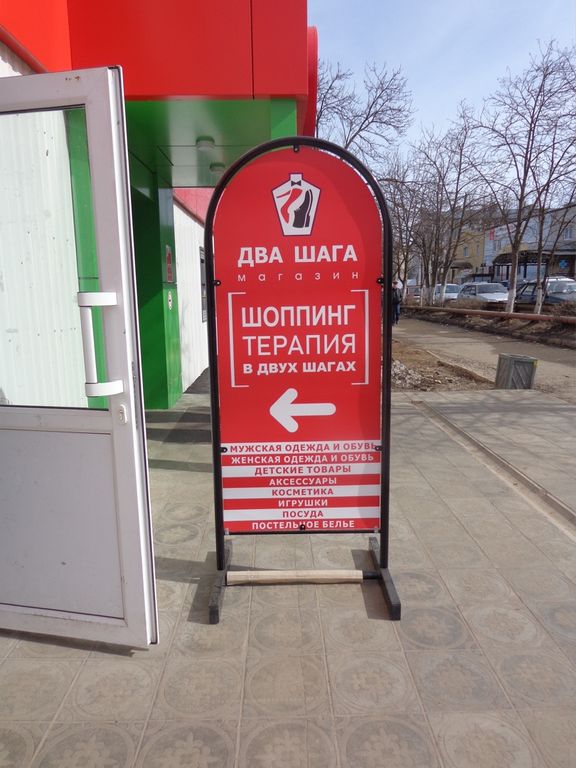 ДВА ШАГА
магазин
ШОППИНГ
ТЕРАПИЯ
В ДВУХ ШАГАХ
МУЖСКАЯ ОДЕЖДА И ОБУВЬ
ЖЕНСКАЯ ОДЕЖДА И ОБУВЬ
ДЕТСКИЕ ТОВАРЫ
АКСЕССУАРЫ
КОСМЕТИКА
ИГРУШКИ
ПОСУДА
ПОСТЕЛЬНОЕ БЕЛЬЕ